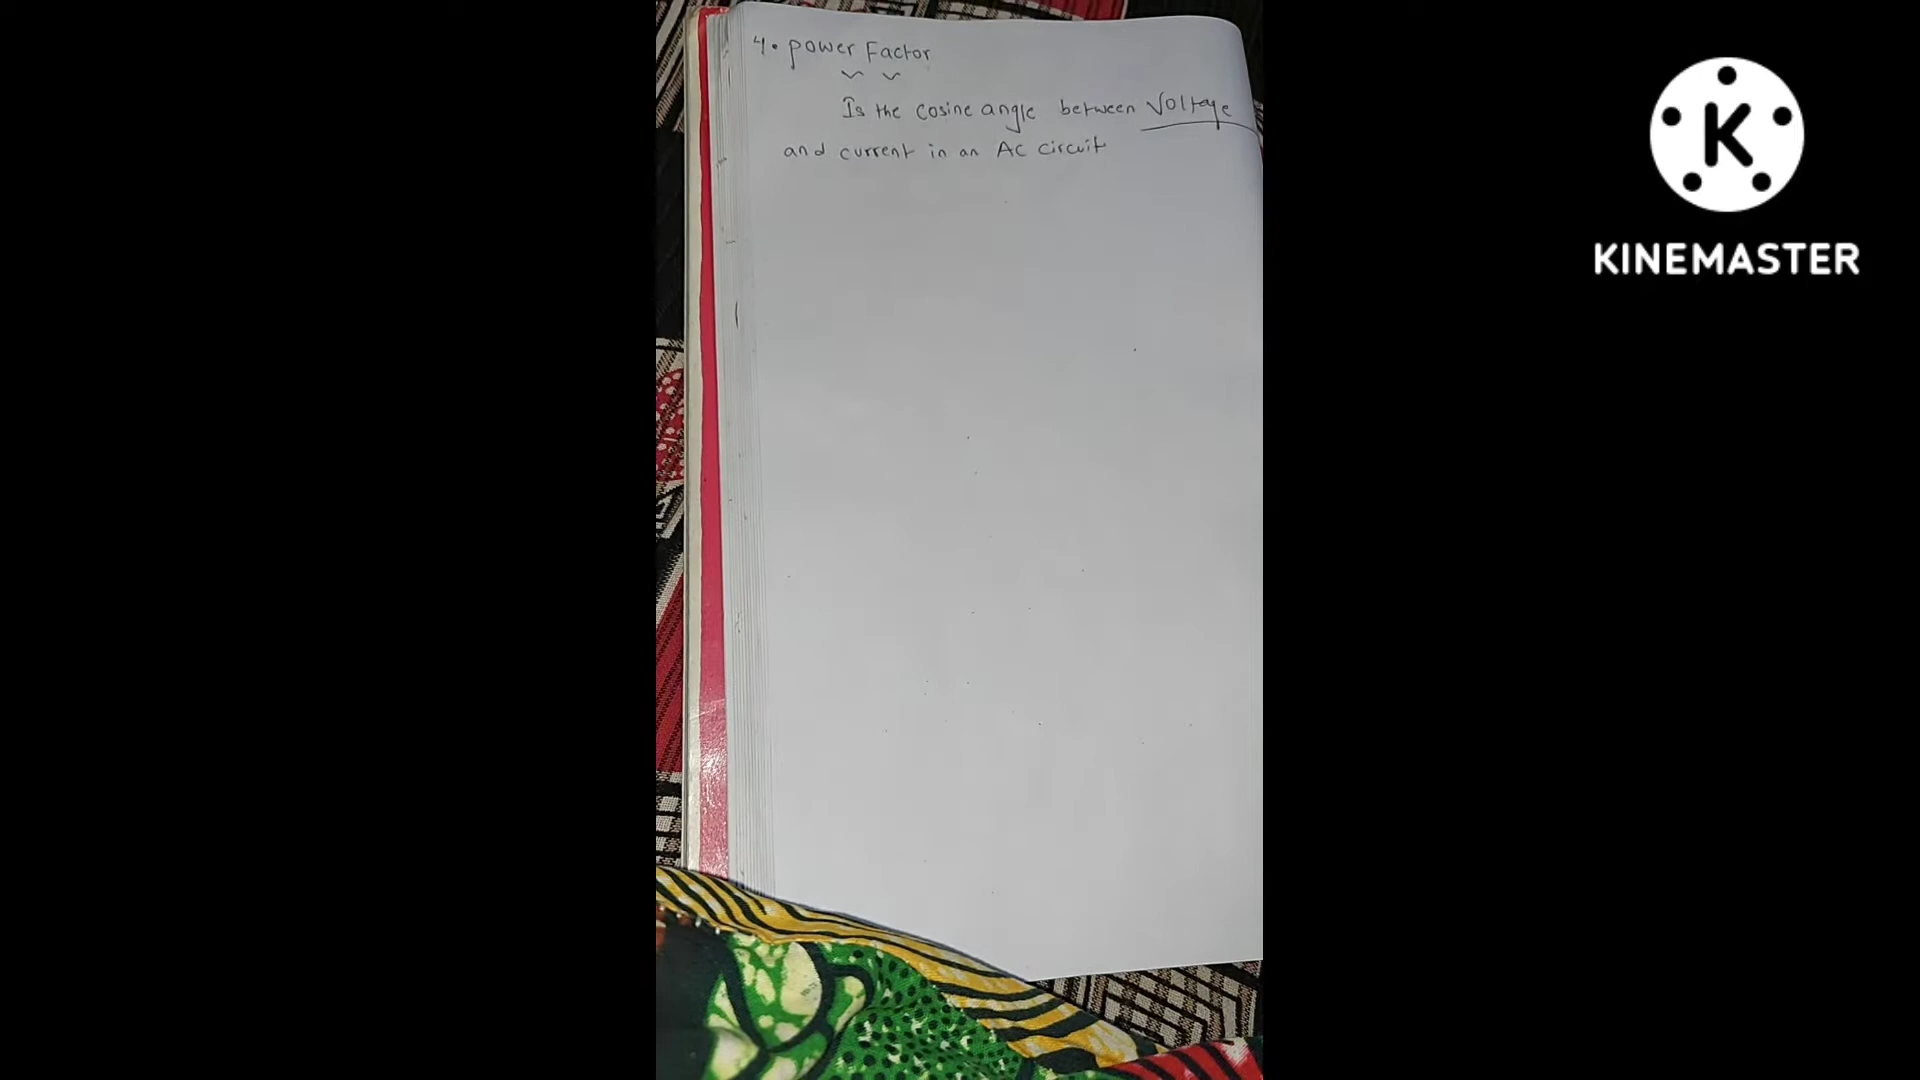 4. power Factor
Is the cosine angle between Voltage
and current in an AC circuit
KINEMASTER